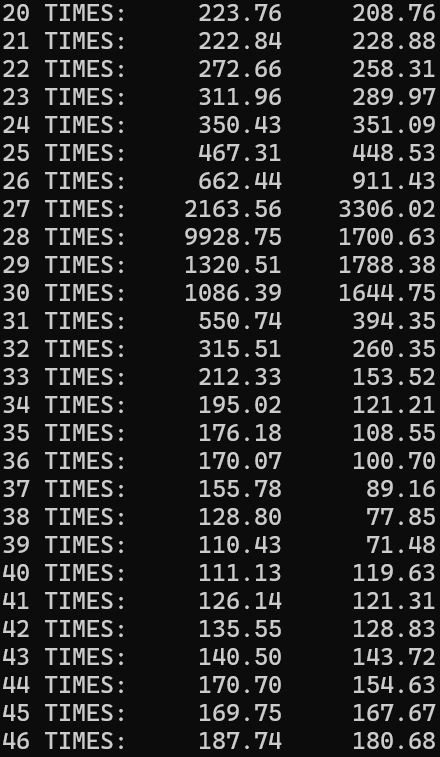 20 TIMES:     223.76     208.76
21 TIMES:     222.84     228.88
22 TIMES:     272.66     258.31
23 TIMES:     311.96     289.97
24 TIMES:     350.43     351.09
25 TIMES:     467.31     448.53
26 TIMES:     662.44     911.43
27 TIMES:    2163.56    3306.02
28 TIMES:    9928.75    1700.63
29 TIMES:    1320.51    1788.38
30 TIMES:    1086.39    1644.75
31 TIMES:     550.74     394.35
32 TIMES:     315.51     260.35
33 TIMES:     212.33     153.52
34 TIMES:     195.02     121.21
35 TIMES:     176.18     108.55
36 TIMES:     170.07     100.70
37 TIMES:     155.78      89.16
38 TIMES:     128.80      77.85
39 TIMES:     110.43      71.48
40 TIMES:     111.13     119.63
41 TIMES:     126.14     121.31
42 TIMES:     135.55     128.83
43 TIMES:     140.50     143.72
44 TIMES:     170.70     154.63
45 TIMES:     169.75     167.67
46 TIMES:     187.74     180.68